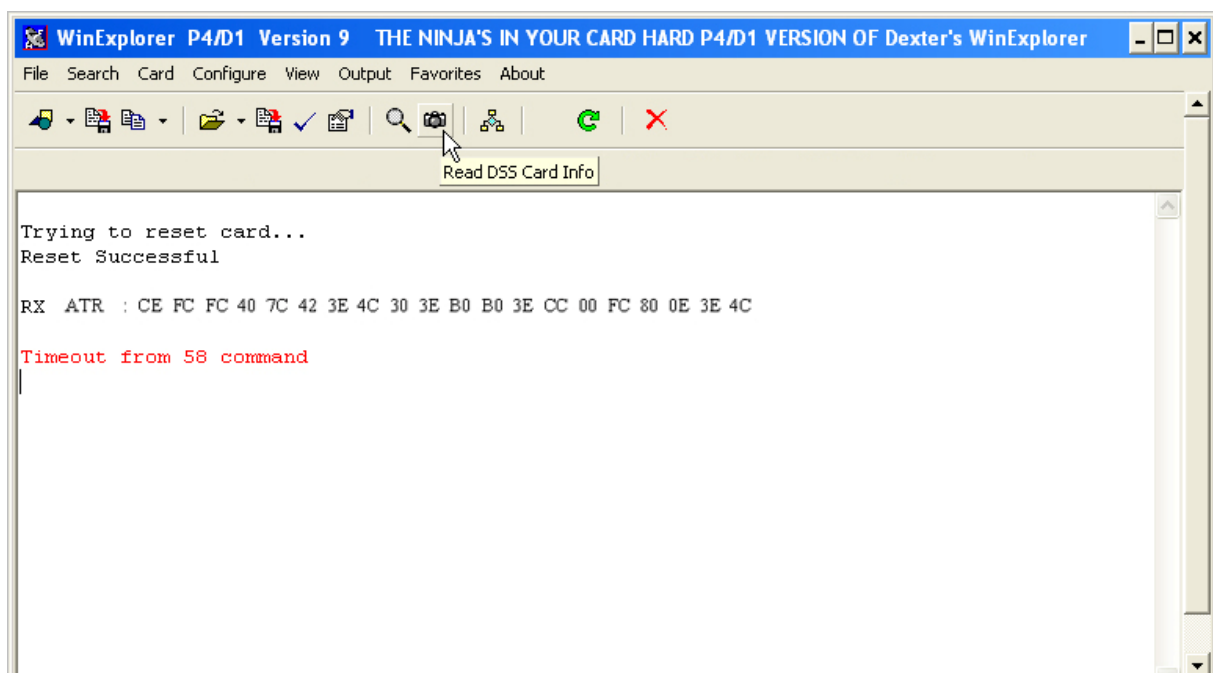 WinExplorer P4/D1 Version 9 THE NINJA'S IN YOUR CARD HARD P4/D1 VERSION OF Dexter's WinExplorer
File Search Card Configure View Output Favorites About
Read DSS Card Info
Trying to reset card...
Reset Successful
RX ATR : CE FC FC 40 7C 42 3E 4C 30 3E B0 B0 3E CC 00 FC 80 0E 3E 4C
Timeout from 58 command